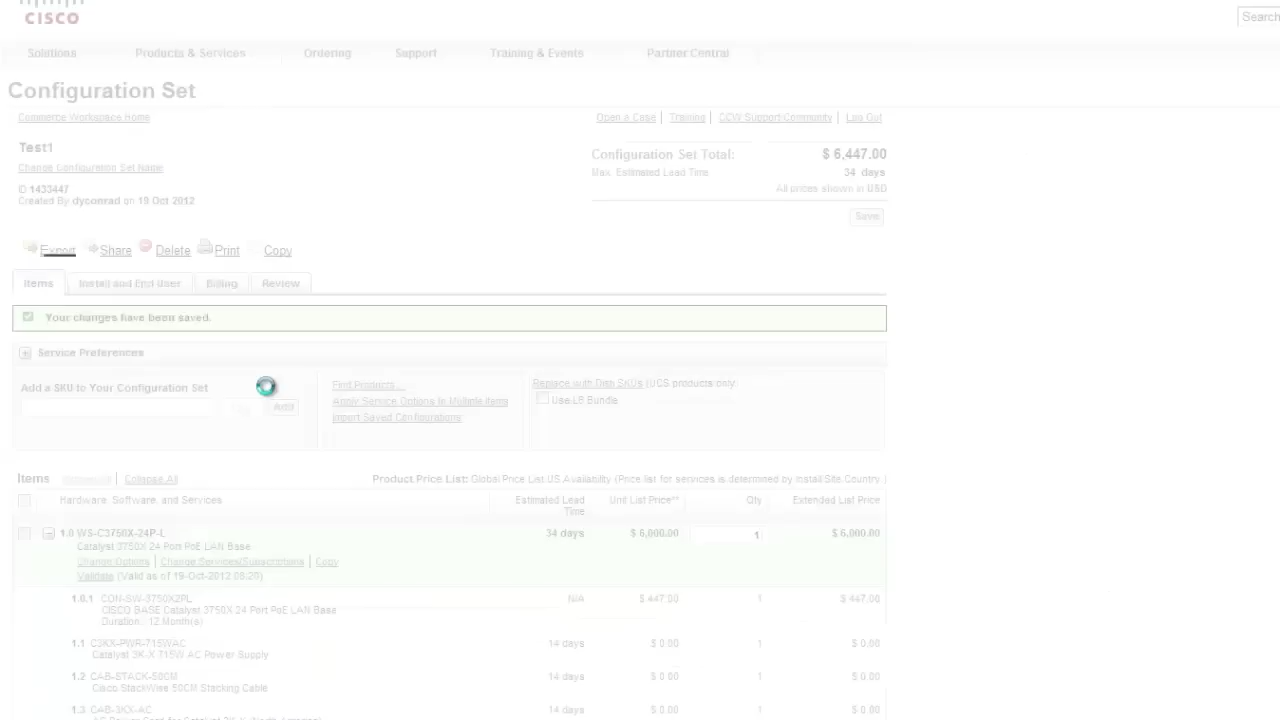 CISCO
Search
Solutions Products & Services Ordering Support Training & Events Partner Central
Configuration Set
Commerce Workspace Home
Open a Case | Training | CCW Support Community | Log Out
Test1
Change Configuration Set Name
ID 1433447
Created By dyconrad on 19 Oct 2012
Configuration Set Total: $ 6,447.00
Max. Estimated Lead Time 34 days
All prices shown in USD
Save
Export Share Delete Print Copy
Items Install and End User Billing Review
Your changes have been saved.
Service Preferences
Add a SKU to Your Configuration Set
Add
Find Products...
Apply Service Options to Multiple Items
Import Saved Configurations
Replace with Dish SKUs (UCS products only)
Use L6 Bundle
Items | Collapse All
Product Price List: Global Price List US Availability (Price list for services is determined by Install Site Country.)
Hardware, Software, and Services Estimated Lead Time Unit List Price** Qty Extended List Price
1.0 WS-C3750X-24P-L 34 days $ 6,000.00 1 $ 6,000.00
Catalyst 3750X 24 Port PoE LAN Base
Change Options | Change Services/Subscriptions | Copy
Validate (Valid as of 19-Oct-2012 06:20)
1.0.1 CON-SW-3750X2PL N/A $ 447.00 1 $ 447.00
CISCO BASE Catalyst 3750X 24 Port PoE LAN Base
Duration: 12 Month(s)
1.1 C3KX-PWR-715WAC 14 days $ 0.00 1 $ 0.00
Catalyst 3K-X 715W AC Power Supply
1.2 CAB-STACK-50CM 14 days $ 0.00 1 $ 0.00
Cisco StackWise 50CM Stacking Cable
1.3 CAB-3KX-AC 14 days $ 0.00 1 $ 0.00
AC Power Cord for Catalyst 3K-X (North America)